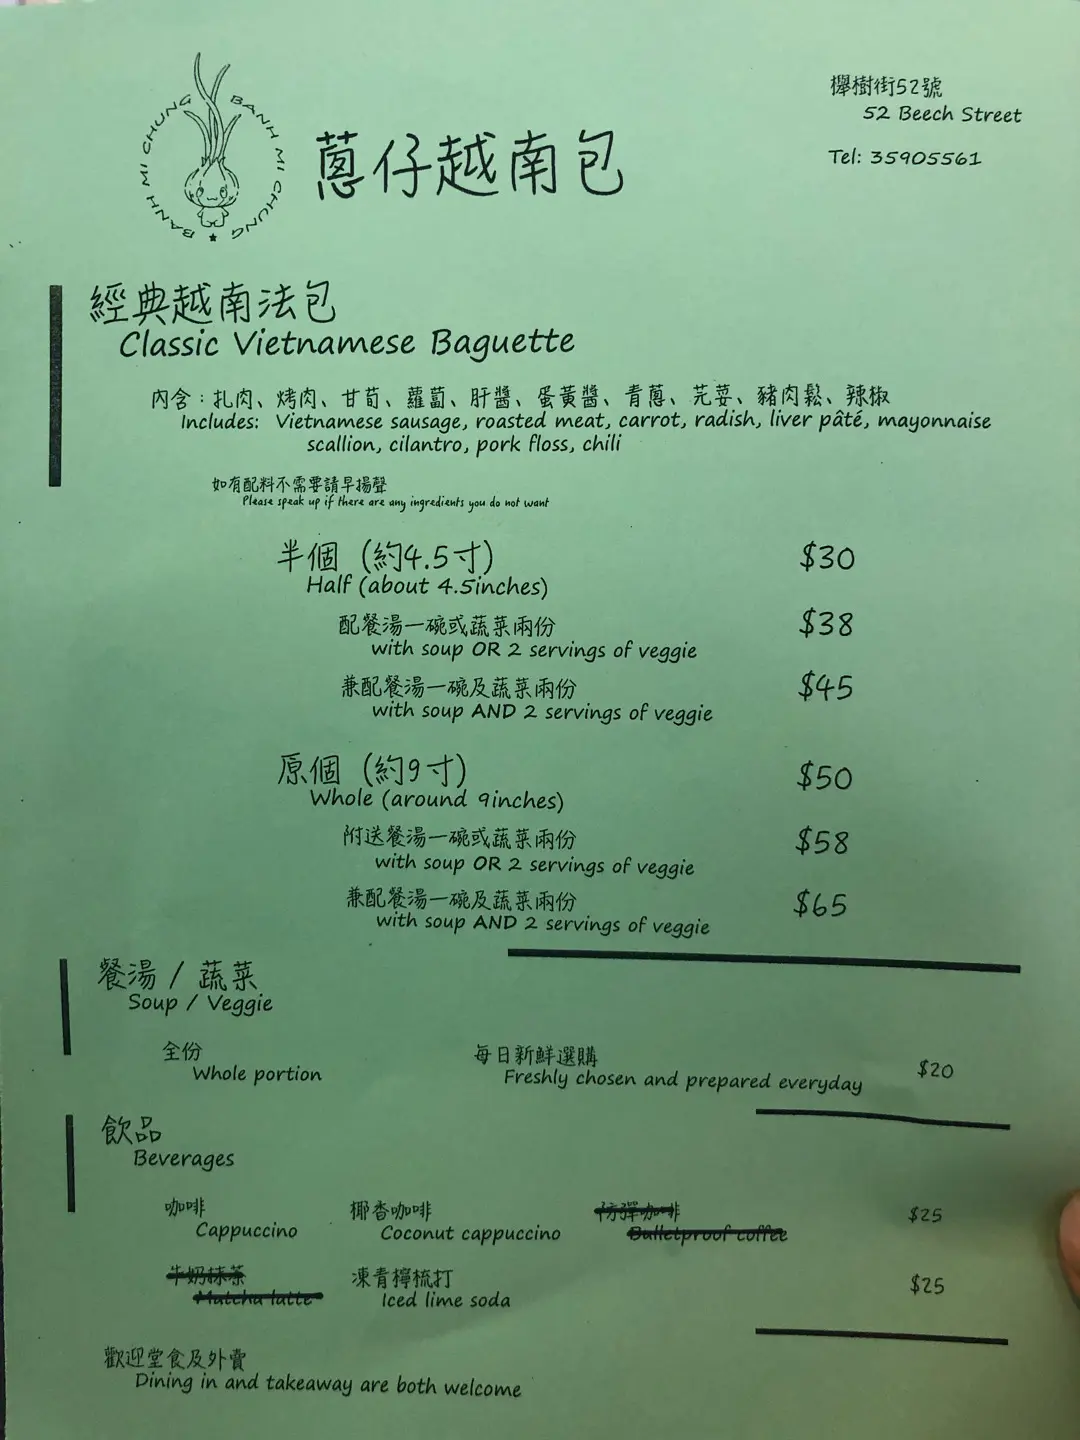 BANH MI CHUNG BANH MI CHUNG
蔥仔越南包
櫸樹街52號
52 Beech Street
Tel: 35905561
經典越南法包
Classic Vietnamese Baguette
內含：扎肉、烤肉、甘荀、蘿蔔、肝醬、蛋黃醬、青蔥、芫荽、豬肉鬆、辣椒
Includes: Vietnamese sausage, roasted meat, carrot, radish, liver pâté, mayonnaise
scallion, cilantro, pork floss, chili
如有配料不需要請早揚聲
Please speak up if there are any ingredients you do not want
半個 (約4.5寸) $30
Half (about 4.5inches)
配餐湯一碗或蔬菜兩份 $38
with soup OR 2 servings of veggie
兼配餐湯一碗及蔬菜兩份 $45
with soup AND 2 servings of veggie
原個 (約9寸) $50
Whole (around 9inches)
附送餐湯一碗或蔬菜兩份 $58
with soup OR 2 servings of veggie
兼配餐湯一碗及蔬菜兩份 $65
with soup AND 2 servings of veggie
餐湯 / 蔬菜
Soup / Veggie
全份 每日新鮮選購 $20
Whole portion Freshly chosen and prepared everyday
飲品
Beverages
咖啡 椰香咖啡 防彈咖啡 $25
Cappuccino Coconut cappuccino Bulletproof coffee
牛奶抹茶 凍青檸梳打 $25
Matcha latte Iced lime soda
歡迎堂食及外賣
Dining in and takeaway are both welcome